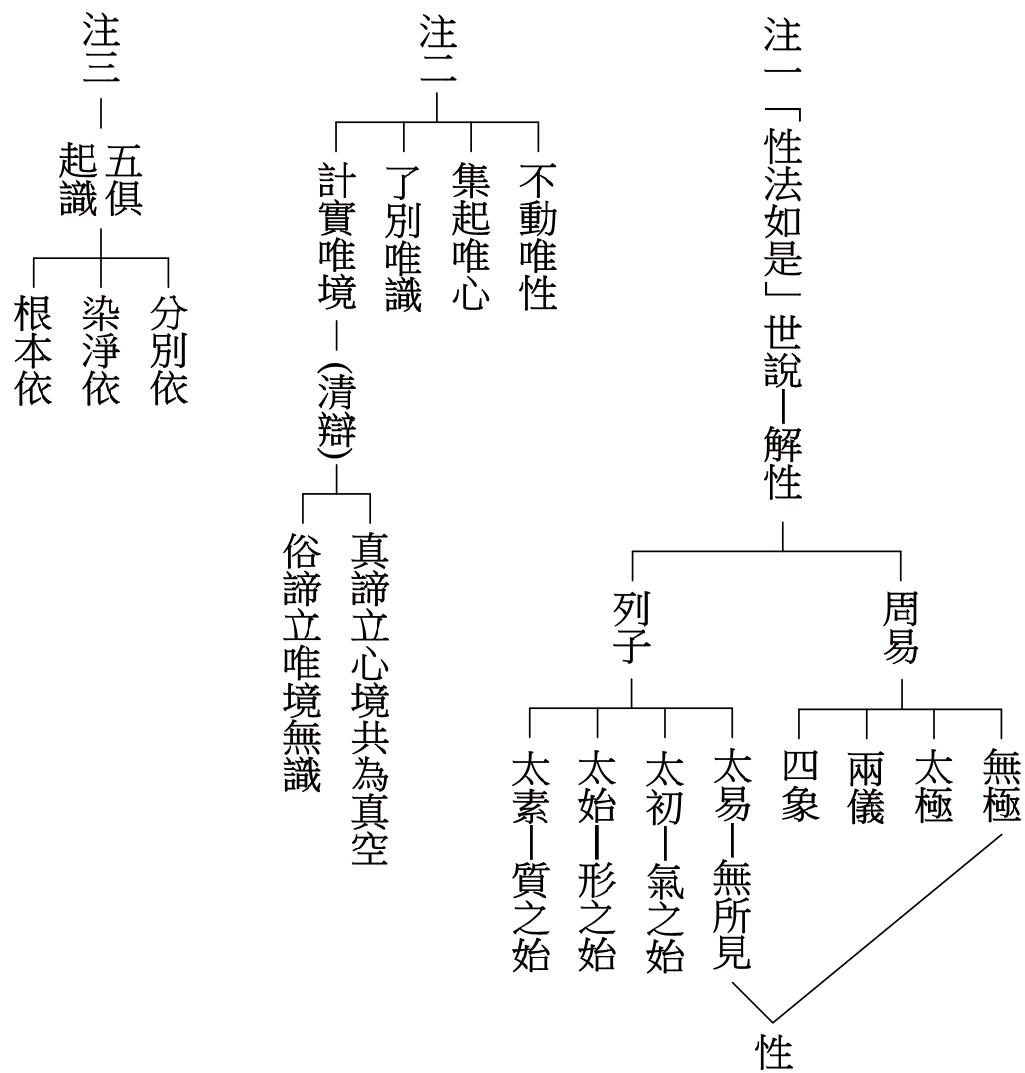 注一「性法如是」世說—解性
周易
無極
太極
兩儀
四象
列子
太易—無所見
太初—氣之始
太始—形之始
太素—質之始
性
注二
不動唯性
集起唯心
了別唯識
計實唯境—(清辯)
真諦立心境共為真空
俗諦立唯境無識
注三
五俱
起識
分別依
染淨依
根本依